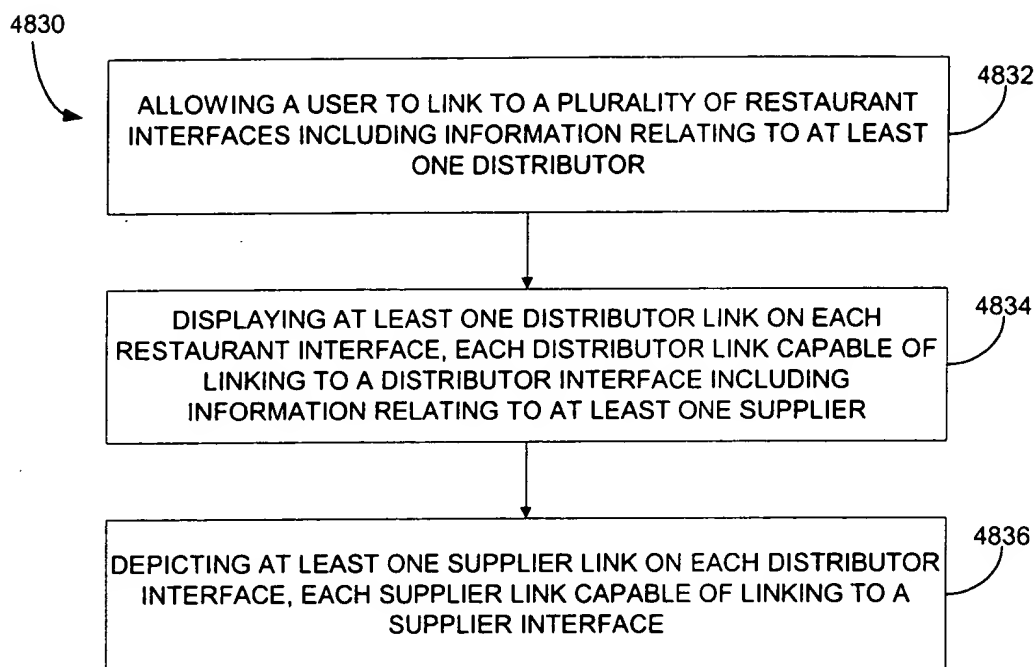 4830
4832
ALLOWING A USER TO LINK TO A PLURALITY OF RESTAURANT
INTERFACES INCLUDING INFORMATION RELATING TO AT LEAST
ONE DISTRIBUTOR
4834
DISPLAYING AT LEAST ONE DISTRIBUTOR LINK ON EACH
RESTAURANT INTERFACE, EACH DISTRIBUTOR LINK CAPABLE OF
LINKING TO A DISTRIBUTOR INTERFACE INCLUDING
INFORMATION RELATING TO AT LEAST ONE SUPPLIER
4836
DEPICTING AT LEAST ONE SUPPLIER LINK ON EACH DISTRIBUTOR
INTERFACE, EACH SUPPLIER LINK CAPABLE OF LINKING TO A
SUPPLIER INTERFACE